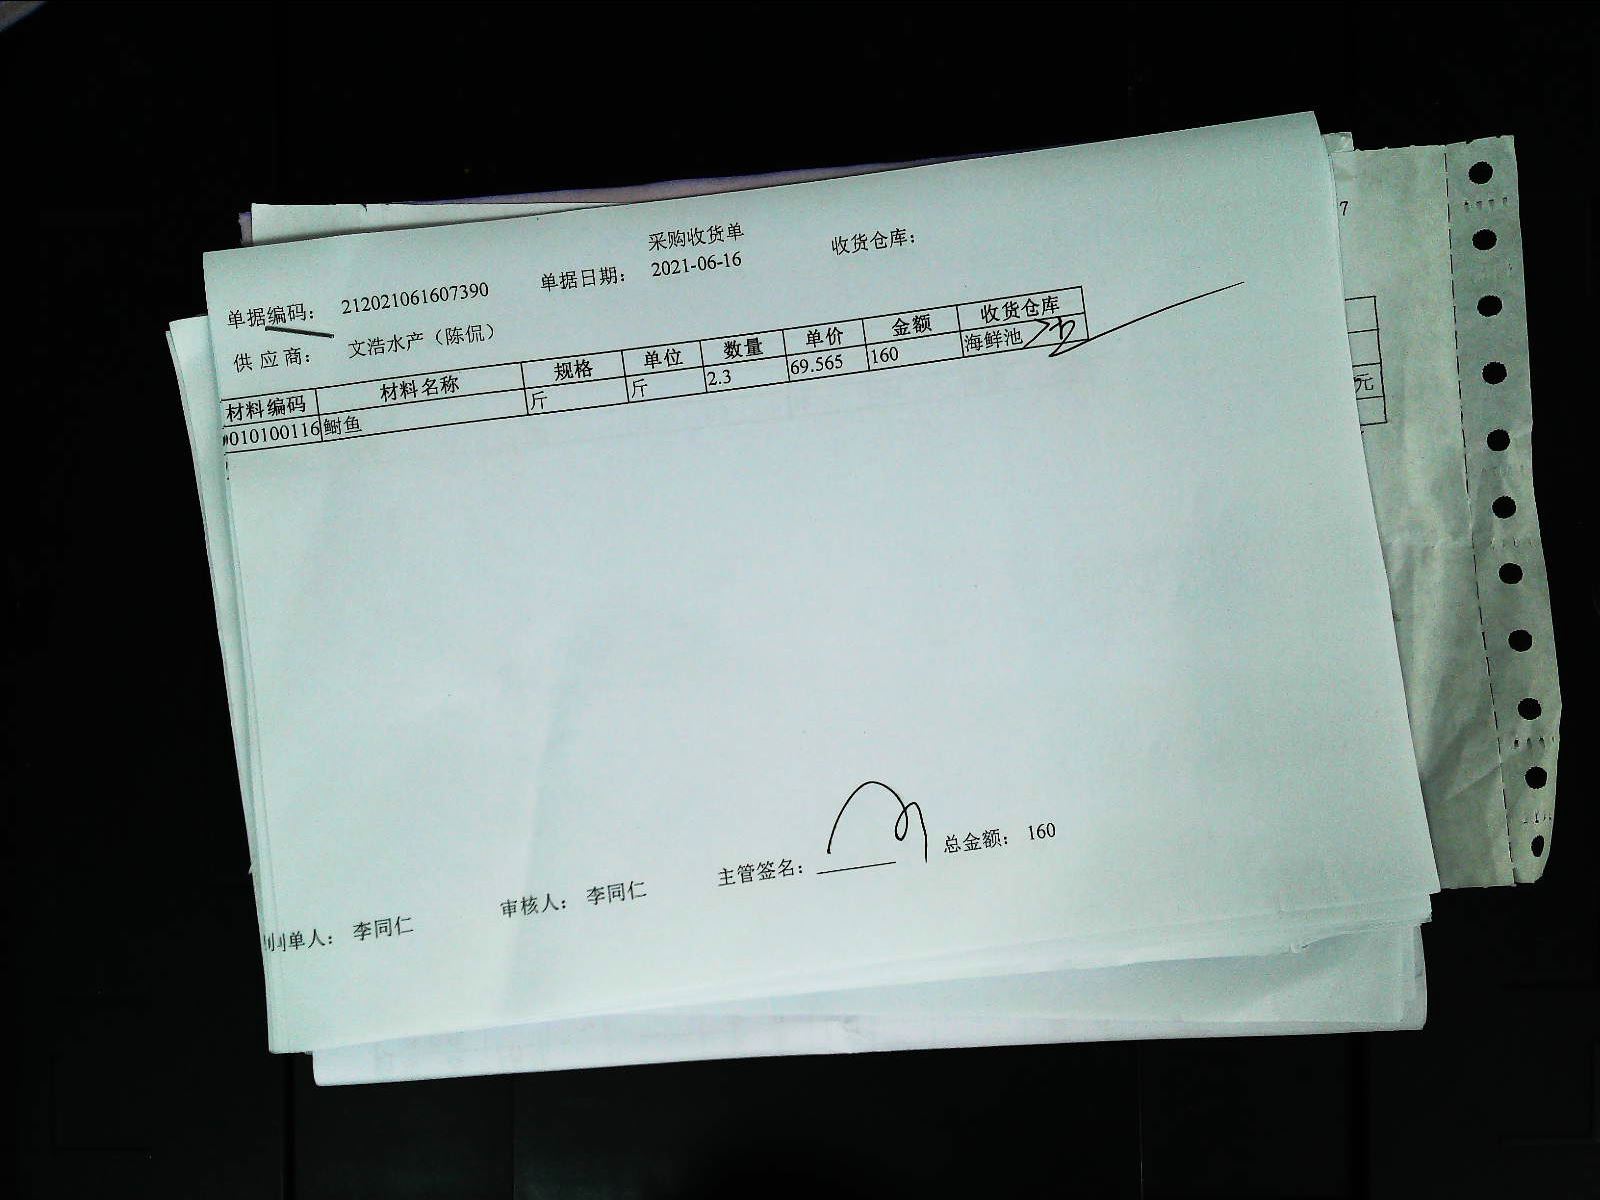 采购收货单
单据编码： 212021061607390 单据日期： 2021-06-16 收货仓库：
供应商： 文浩水产（陈侃）
材料编码 材料名称 规格 单位 数量 单价 金额 收货仓库
010100116 鲥鱼 斤 斤 2.3 69.565 160 海鲜池
制单人： 李同仁 审核人： 李同仁 主管签名： 总金额： 160
7
元